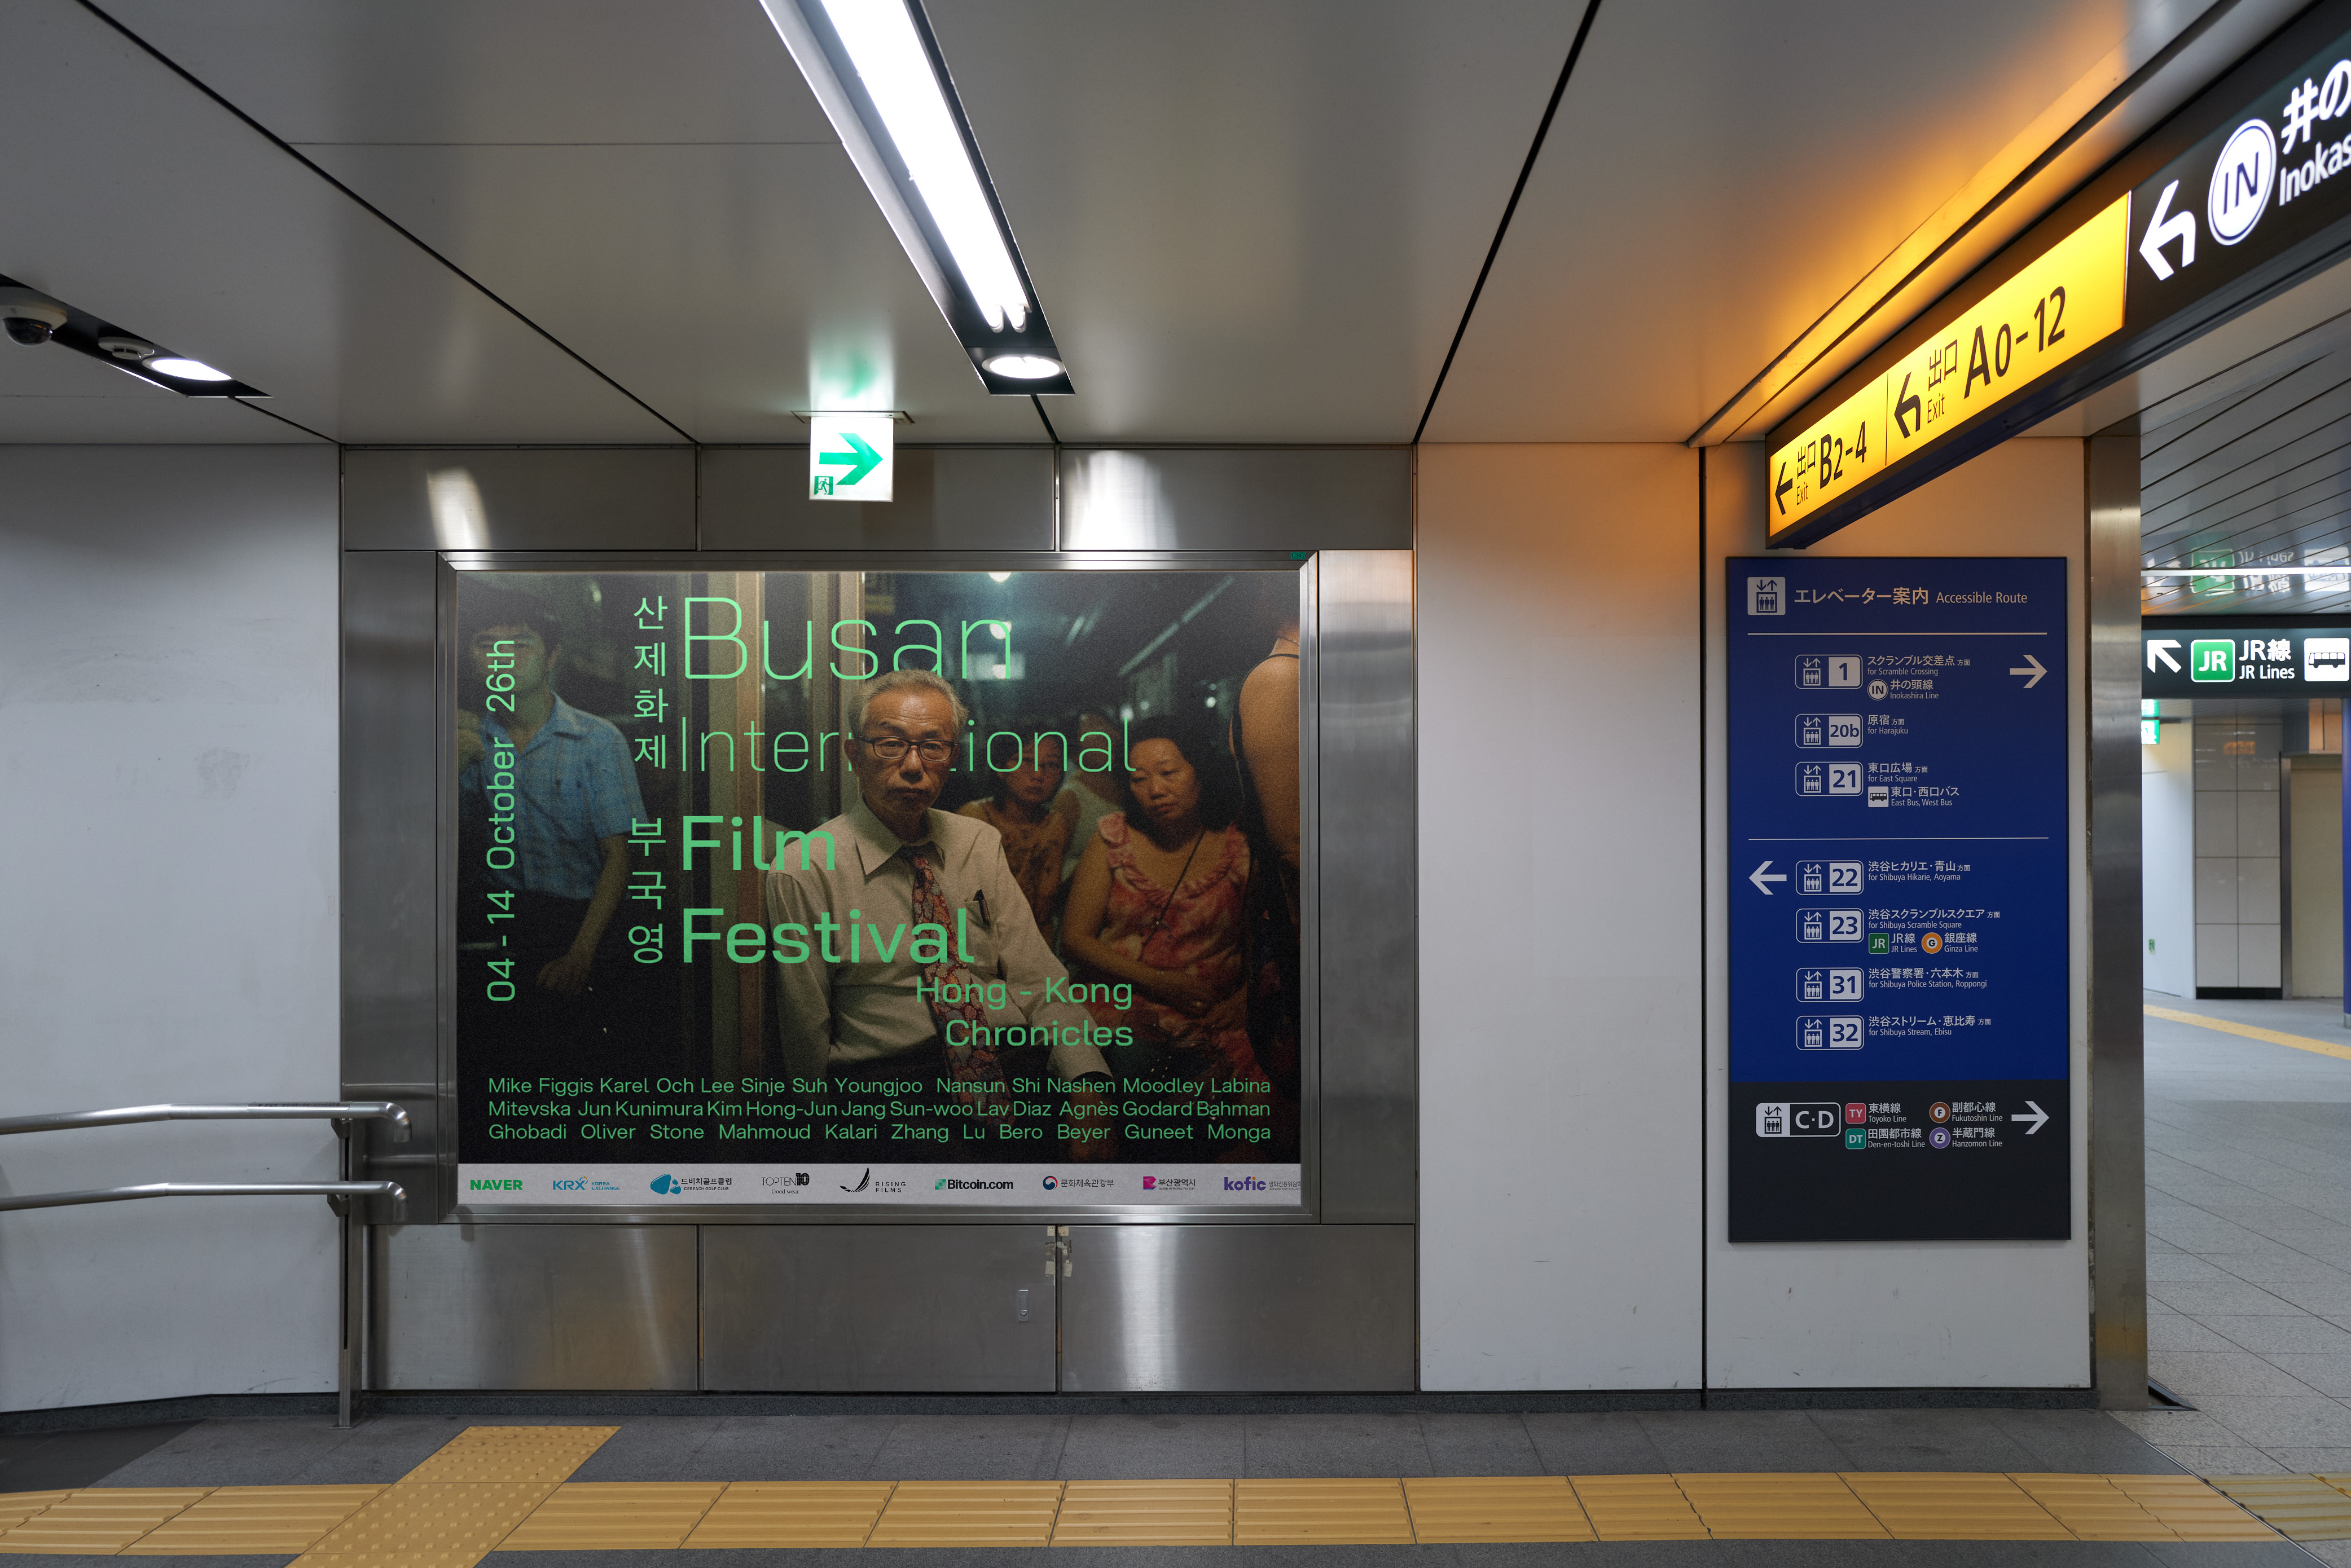 산
제
화
제
부
국
영
Busan
Inter ional
Film
Festival
Hong - Kong
Chronicles
04 - 14 October 26th
Mike Figgis Karel Och Lee Sinje Suh Youngjoo Nansun Shi Nashen Moodley Labina
Mitevska Jun Kunimura Kim Hong-Jun Jang Sun-woo Lav Diaz Agnès Godard Bahman
Ghobadi Oliver Stone Mahmoud Kalari Zhang Lu Bero Beyer Guneet Monga
NAVER
KRX KOREA EXCHANGE
드비치골프클럽
TOPTEN10
Good wear
RISING
FILMS
Bitcoin.com
문화체육관광부
부산광역시
kofic
出口 B2-4
Exit
出口 A0-12
Exit
IN 井の
Inokas
エレベーター案内 Accessible Route
1 スクランブル交差点 方面
for Scramble Crossing
IN 井の頭線
Inokashira Line
20b 原宿 方面
for Harajuku
21 東口広場 方面
for East Square
東口・西口バス
East Bus, West Bus
22 渋谷ヒカリエ・青山 方面
for Shibuya Hikarie, Aoyama
23 渋谷スクランブルスクエア 方面
for Shibuya Scramble Square
JR JR線 G 銀座線
JR Lines Ginza Line
31 渋谷警察署・六本木 方面
for Shibuya Police Station, Roppongi
32 渋谷ストリーム・恵比寿 方面
for Shibuya Stream, Ebisu
C・D TY 東横線 F 副都心線
Toyoko Line Fukutoshin Line
DT 田園都市線 Z 半蔵門線
Den-en-toshi Line Hanzomon Line
JR JR線
JR Lines